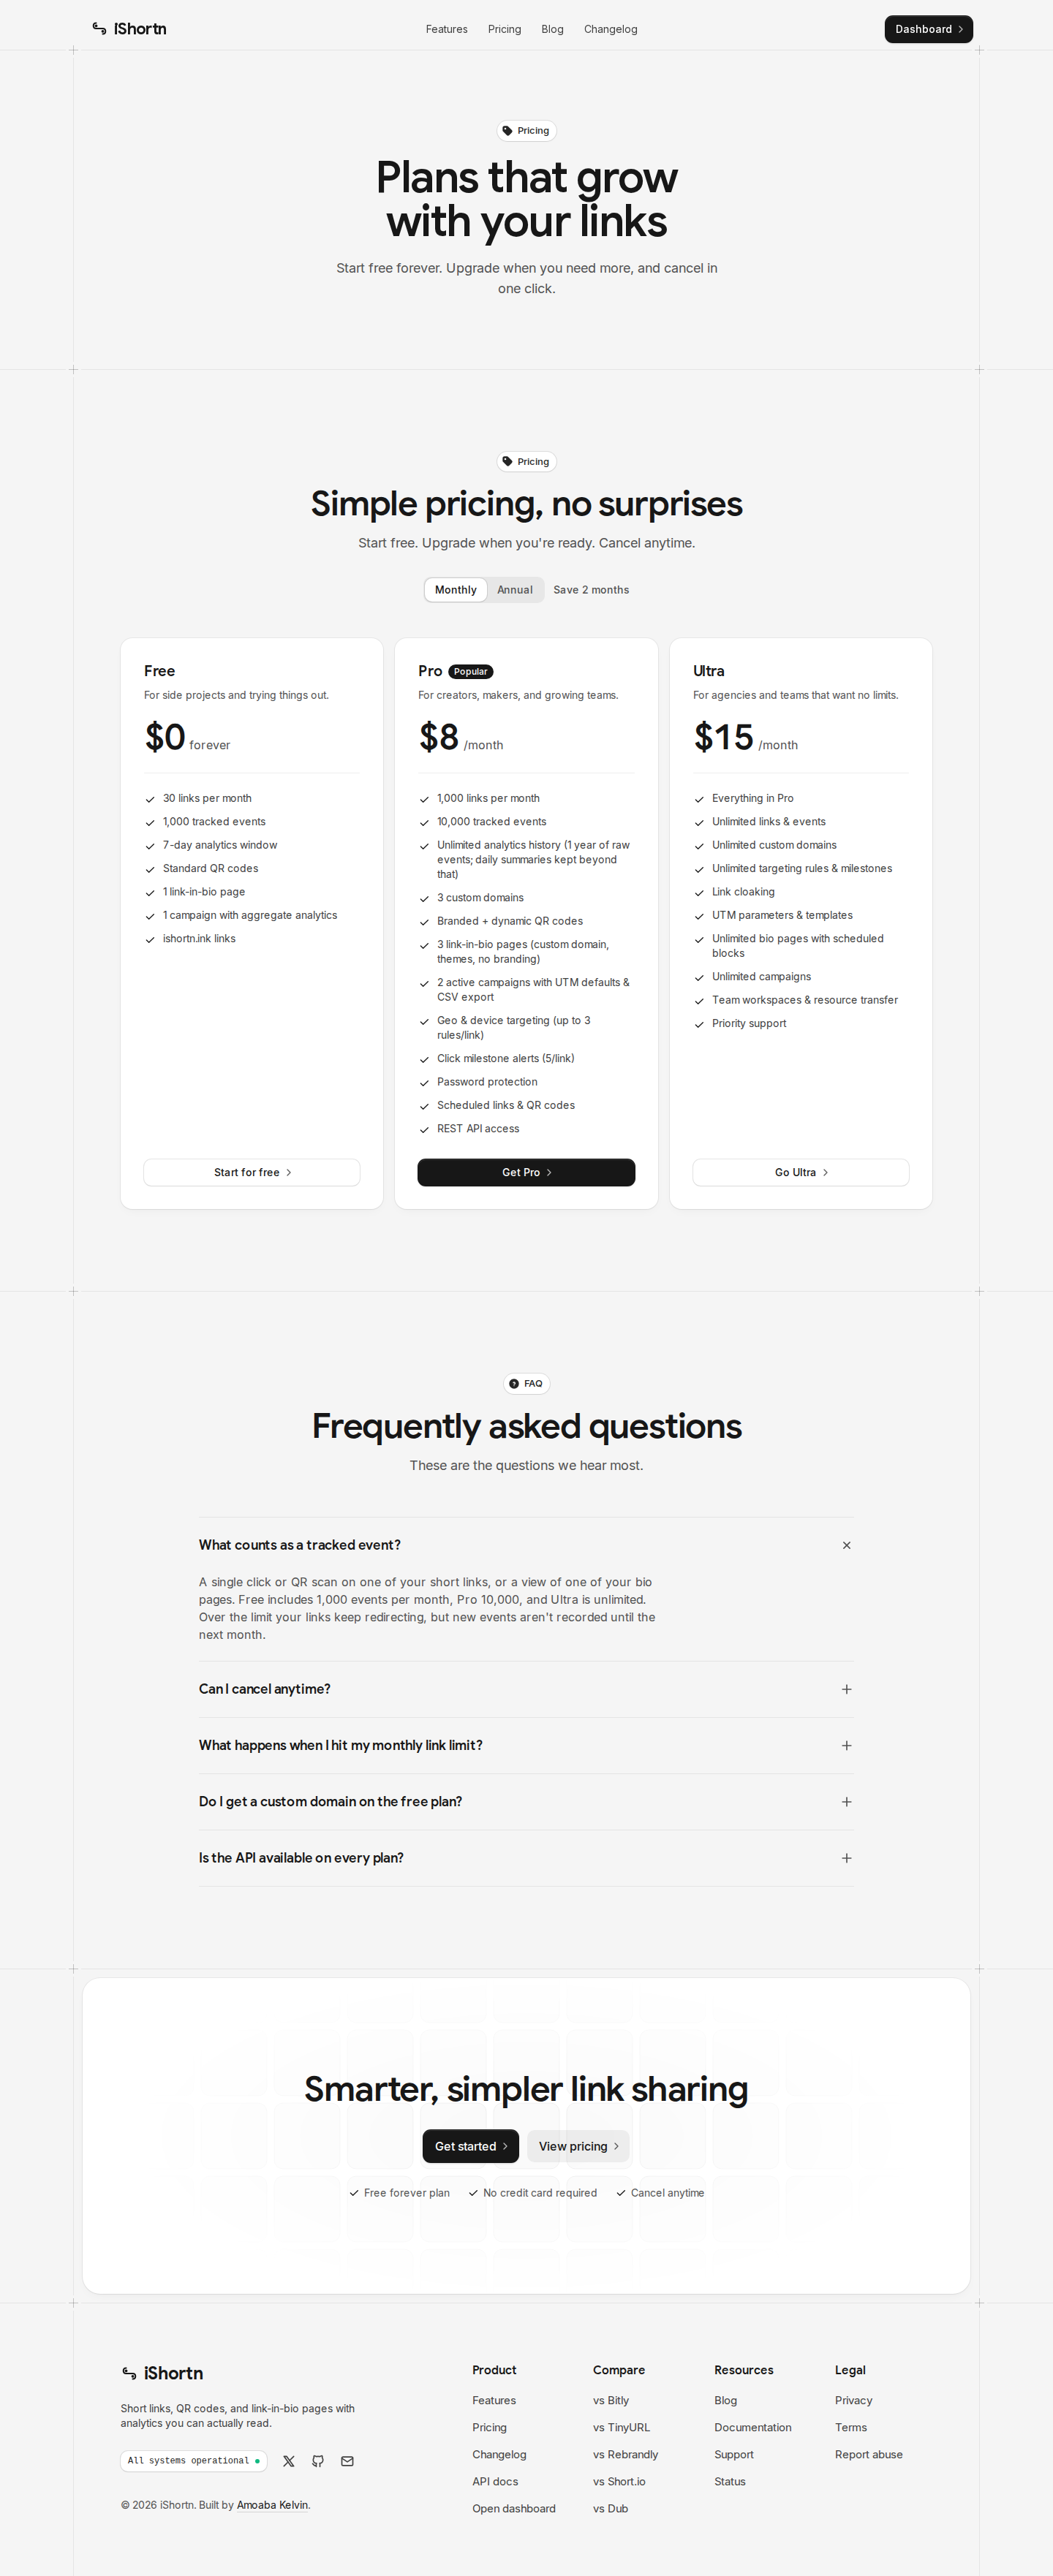 iShortn
Features
Pricing
Blog
Changelog
Dashboard
Pricing
Plans that grow
with your links
Start free forever. Upgrade when you need more, and cancel in
one click.
Pricing
Simple pricing, no surprises
Start free. Upgrade when you're ready. Cancel anytime.
Monthly
Annual
Save 2 months
Free
For side projects and trying things out.
$0 forever
30 links per month
1,000 tracked events
7-day analytics window
Standard QR codes
1 link-in-bio page
1 campaign with aggregate analytics
ishortn.ink links
Start for free
Pro Popular
For creators, makers, and growing teams.
$8 /month
1,000 links per month
10,000 tracked events
Unlimited analytics history (1 year of raw
events; daily summaries kept beyond
that)
3 custom domains
Branded + dynamic QR codes
3 link-in-bio pages (custom domain,
themes, no branding)
2 active campaigns with UTM defaults &
CSV export
Geo & device targeting (up to 3
rules/link)
Click milestone alerts (5/link)
Password protection
Scheduled links & QR codes
REST API access
Get Pro
Ultra
For agencies and teams that want no limits.
$15 /month
Everything in Pro
Unlimited links & events
Unlimited custom domains
Unlimited targeting rules & milestones
Link cloaking
UTM parameters & templates
Unlimited bio pages with scheduled
blocks
Unlimited campaigns
Team workspaces & resource transfer
Priority support
Go Ultra
FAQ
Frequently asked questions
These are the questions we hear most.
What counts as a tracked event?
A single click or QR scan on one of your short links, or a view of one of your bio
pages. Free includes 1,000 events per month, Pro 10,000, and Ultra is unlimited.
Over the limit your links keep redirecting, but new events aren't recorded until the
next month.
Can I cancel anytime?
What happens when I hit my monthly link limit?
Do I get a custom domain on the free plan?
Is the API available on every plan?
Smarter, simpler link sharing
Get started
View pricing
Free forever plan
No credit card required
Cancel anytime
iShortn
Short links, QR codes, and link-in-bio pages with
analytics you can actually read.
All systems operational
© 2026 iShortn. Built by Amoaba Kelvin.
Product
Features
Pricing
Changelog
API docs
Open dashboard
Compare
vs Bitly
vs TinyURL
vs Rebrandly
vs Short.io
vs Dub
Resources
Blog
Documentation
Support
Status
Legal
Privacy
Terms
Report abuse